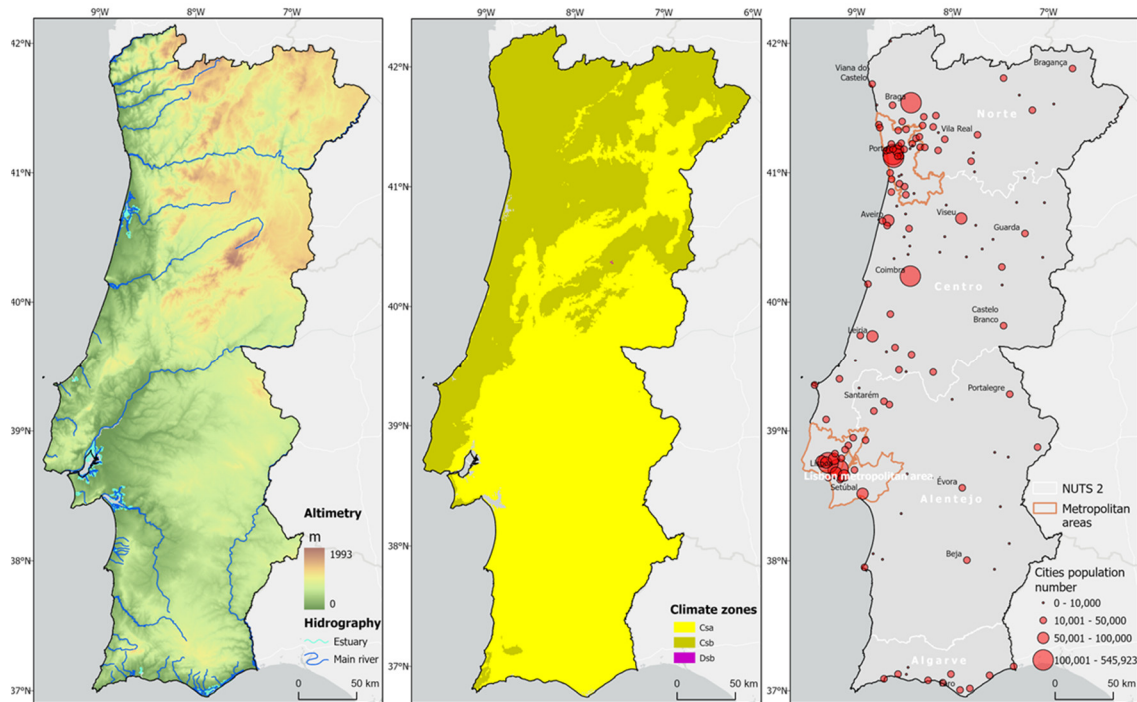 9°W 8°W 7°W
42°N
41°N
40°N
39°N
38°N
37°N
Altimetry
m
1993
0
Hidrography
Estuary
Main river
50 km
9°W 8°W 7°W 6°W
42°N
41°N
40°N
39°N
38°N
37°N
Climate zones
Csa
Csb
Dsb
50 km
9°W 8°W 7°W
42°N
41°N
40°N
39°N
38°N
37°N
Viana do
Castelo
Bragança
Braga
Norte
Vila Real
Aveiro
Viseu
Guarda
Coimbra
Centro
Castelo
Branco
Leiria
Santarém
Portalegre
Lisbon metropolitan area
Setúbal
Évora
Alentejo
Beja
Algarve
NUTS 2
Metropolitan
areas
Cities population
number
0 - 10,000
10,001 - 50,000
50,001 - 100,000
100,001 - 545,923
50 km